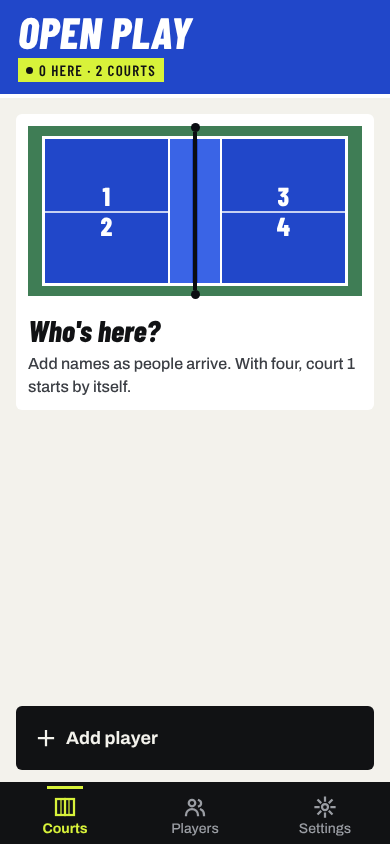 OPEN PLAY
0 HERE · 2 COURTS
1
3
2
4
Who's here?
Add names as people arrive. With four, court 1
starts by itself.
Add player
Courts
Players
Settings